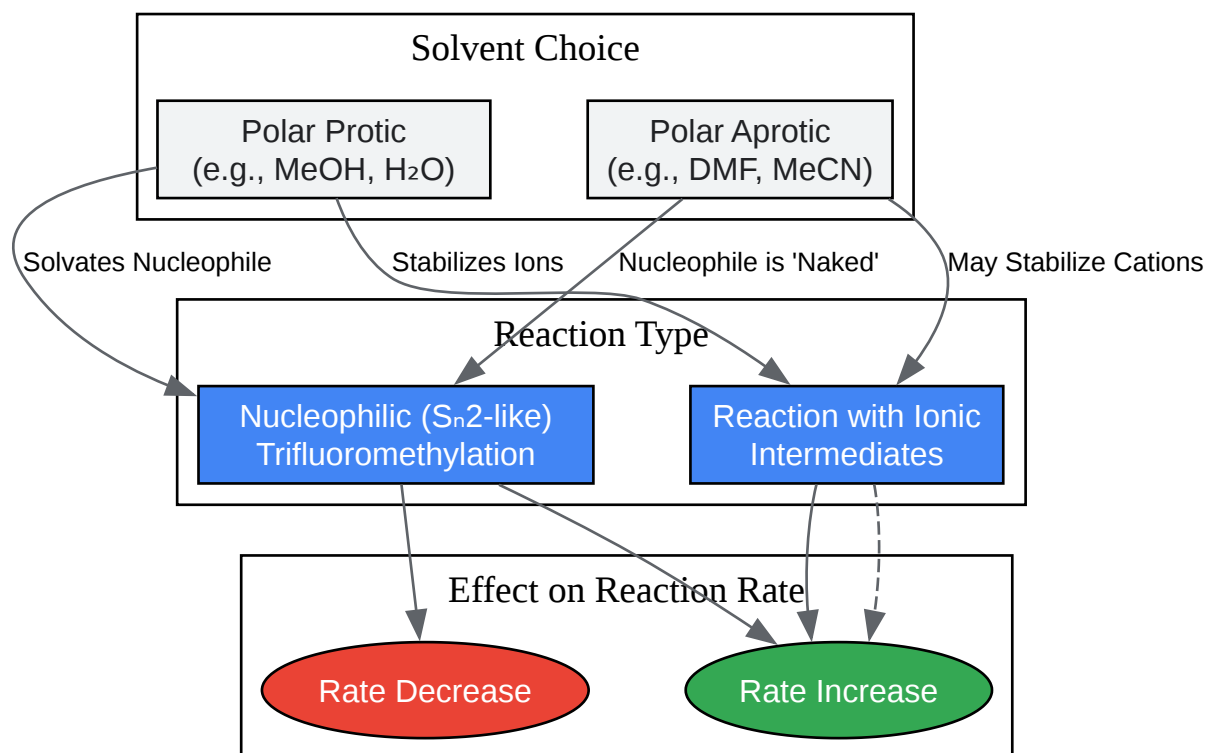 Solvent Choice
Polar Protic
(e.g., MeOH, H₂O)
Polar Aprotic
(e.g., DMF, MeCN)
Solvates Nucleophile
Stabilizes Ions
Nucleophile is 'Naked'
May Stabilize Cations
Reaction Type
Nucleophilic (Sₙ2-like)
Trifluoromethylation
Reaction with Ionic
Intermediates
Effect on Reaction Rate
Rate Decrease
Rate Increase